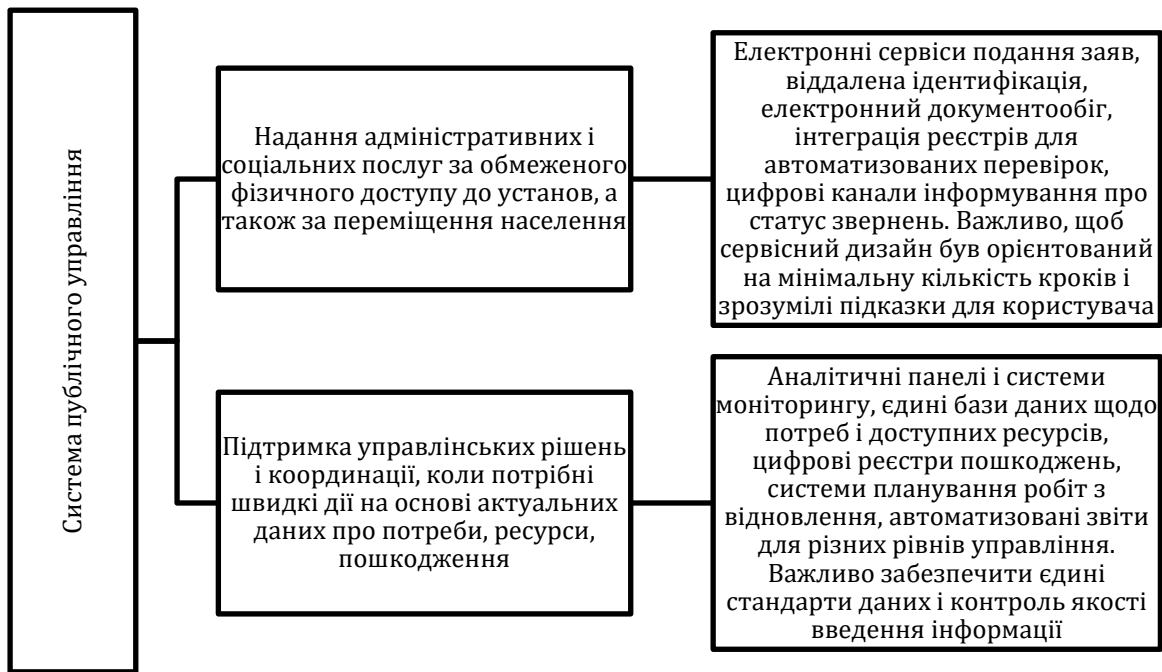 Система публічного управління
Надання адміністративних і
соціальних послуг за обмеженого
фізичного доступу до установ, а
також за переміщення населення
Електронні сервіси подання заяв,
віддалена ідентифікація,
електронний документообіг,
інтеграція реєстрів для
автоматизованих перевірок,
цифрові канали інформування про
статус звернень. Важливо, щоб
сервісний дизайн був орієнтований
на мінімальну кількість кроків і
зрозумілі підказки для користувача
Підтримка управлінських рішень
і координації, коли потрібні
швидкі дії на основі актуальних
даних про потреби, ресурси,
пошкодження
Аналітичні панелі і системи
моніторингу, єдині бази даних щодо
потреб і доступних ресурсів,
цифрові реєстри пошкоджень,
системи планування робіт з
відновлення, автоматизовані звіти
для різних рівнів управління.
Важливо забезпечити єдині
стандарти даних і контроль якості
введення інформації